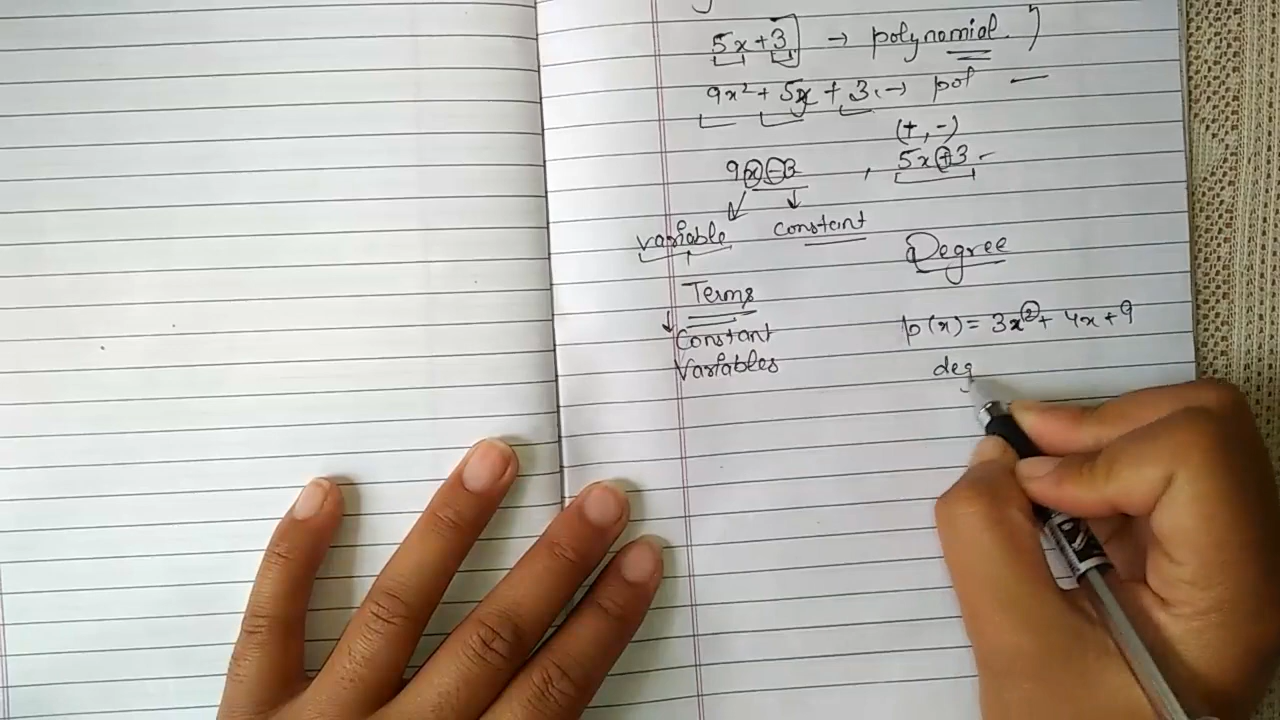 5x+3 → polynomial.
9x² + 5x + 3. → pol —
(+, -)
9x-3 , 5x+3 -
variable constant
Degree
Terms
p(x) = 3x² + 4x + 9
Constant
Variables
deg